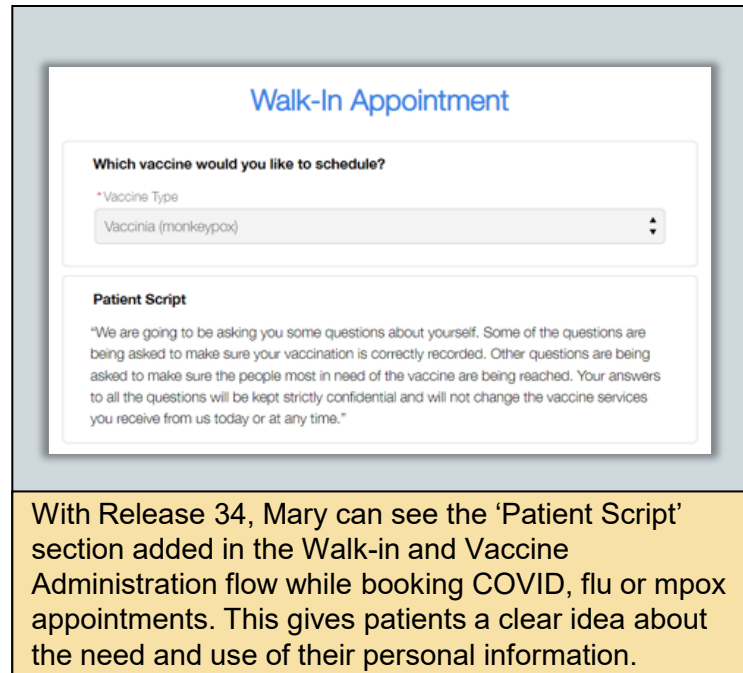 Walk-In Appointment
Which vaccine would you like to schedule?
*Vaccine Type
Vaccinia (monkeypox)
Patient Script
“We are going to be asking you some questions about yourself. Some of the questions are
being asked to make sure your vaccination is correctly recorded. Other questions are being
asked to make sure the people most in need of the vaccine are being reached. Your answers
to all the questions will be kept strictly confidential and will not change the vaccine services
you receive from us today or at any time.”
With Release 34, Mary can see the ‘Patient Script’
section added in the Walk-in and Vaccine
Administration flow while booking COVID, flu or mpox
appointments. This gives patients a clear idea about
the need and use of their personal information.